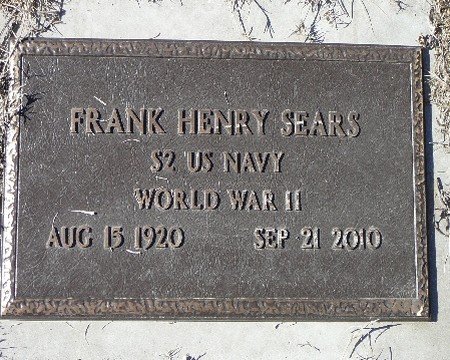 FRANK HENRY SEARS
S2 US NAVY
WORLD WAR II
AUG 15 1920 SEP 21 2010